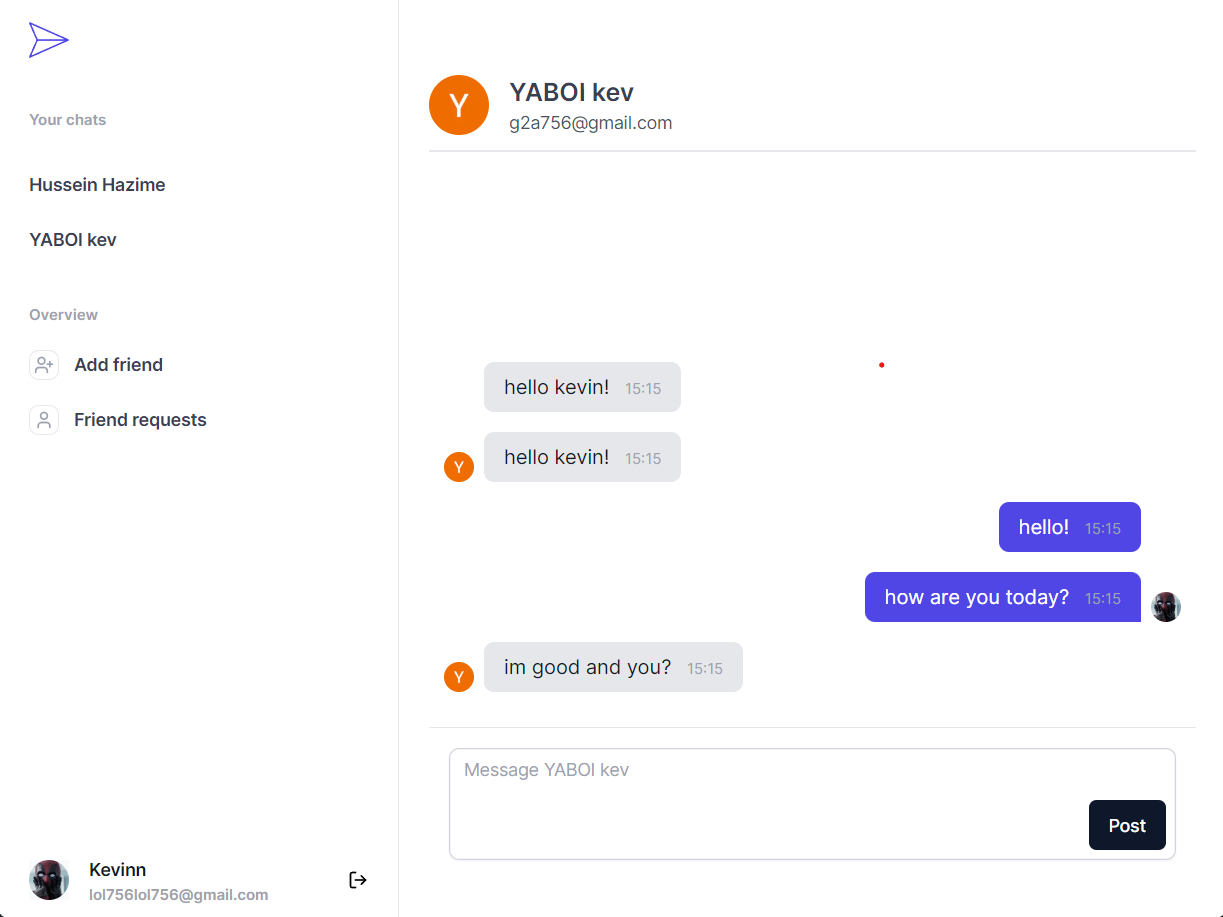 Your chats
Hussein Hazime
YABOI kev
Overview
Add friend
Friend requests
Kevinn
lol756lol756@gmail.com
Y
YABOI kev
g2a756@gmail.com
hello kevin! 15:15
Y
hello kevin! 15:15
hello! 15:15
how are you today? 15:15
Y
im good and you? 15:15
Message YABOI kev
Post